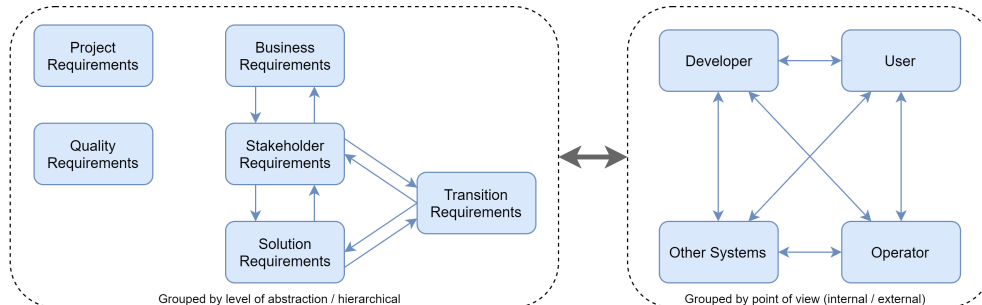 Project
Requirements
Business
Requirements
Quality
Requirements
Stakeholder
Requirements
Transition
Requirements
Solution
Requirements
Grouped by level of abstraction / hierarchical
Developer
User
Other Systems
Operator
Grouped by point of view (internal / external)